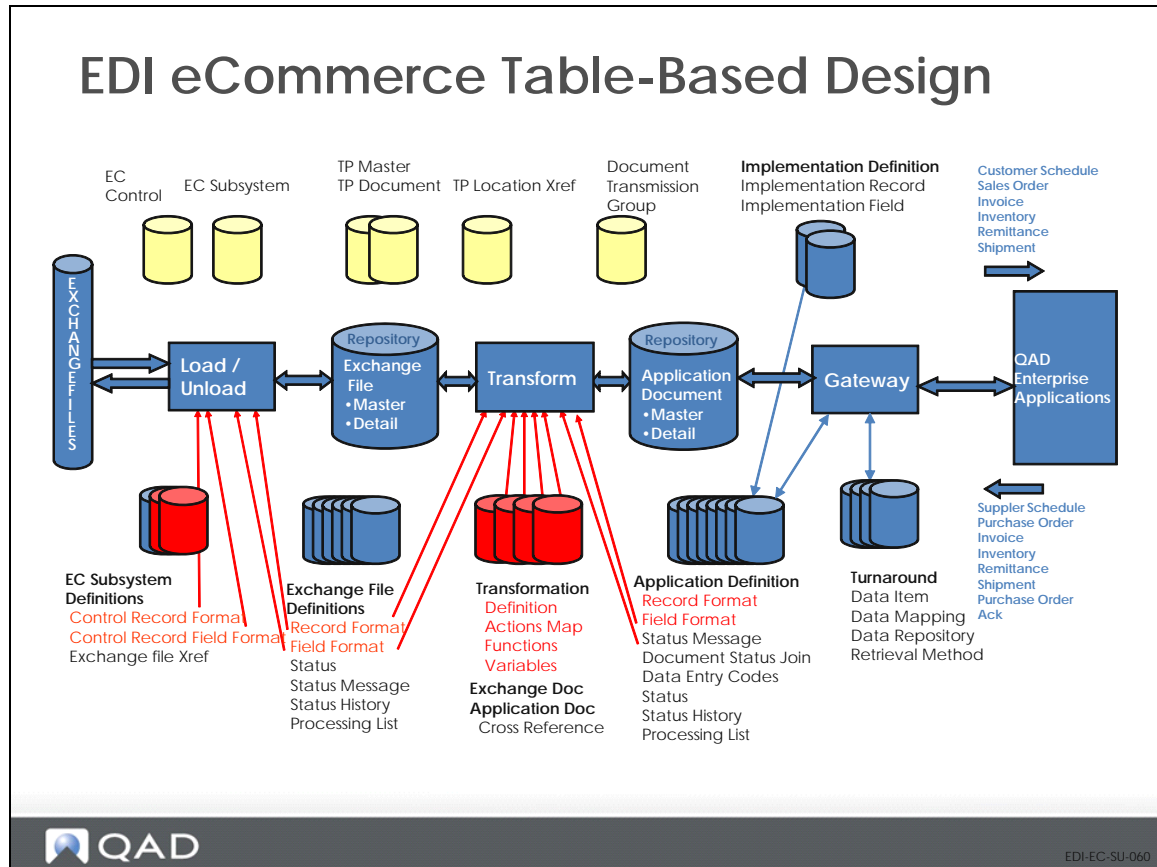 EDI eCommerce Table-Based Design
EC
Control
EC Subsystem
TP Master
TP Document
TP Location Xref
Document
Transmission
Group
Implementation Definition
Implementation Record
Implementation Field
Customer Schedule
Sales Order
Invoice
Inventory
Remittance
Shipment
EXCHANGEFILES
Load /
Unload
Repository
Exchange
File
•Master
•Detail
Transform
Repository
Application
Document
•Master
•Detail
Gateway
QAD
Enterprise
Applications
EC Subsystem
Definitions
Control Record Format
Control Record Field Format
Exchange file Xref
Exchange File
Definitions
Record Format
Field Format
Status
Status Message
Status History
Processing List
Transformation
Definition
Actions Map
Functions
Variables
Exchange Doc
Application Doc
Cross Reference
Application Definition
Record Format
Field Format
Status Message
Document Status Join
Data Entry Codes
Status
Status History
Processing List
Turnaround
Data Item
Data Mapping
Data Repository
Retrieval Method
Suppler Schedule
Purchase Order
Invoice
Inventory
Remittance
Shipment
Purchase Order
Ack
QAD
EDI-EC-SU-060